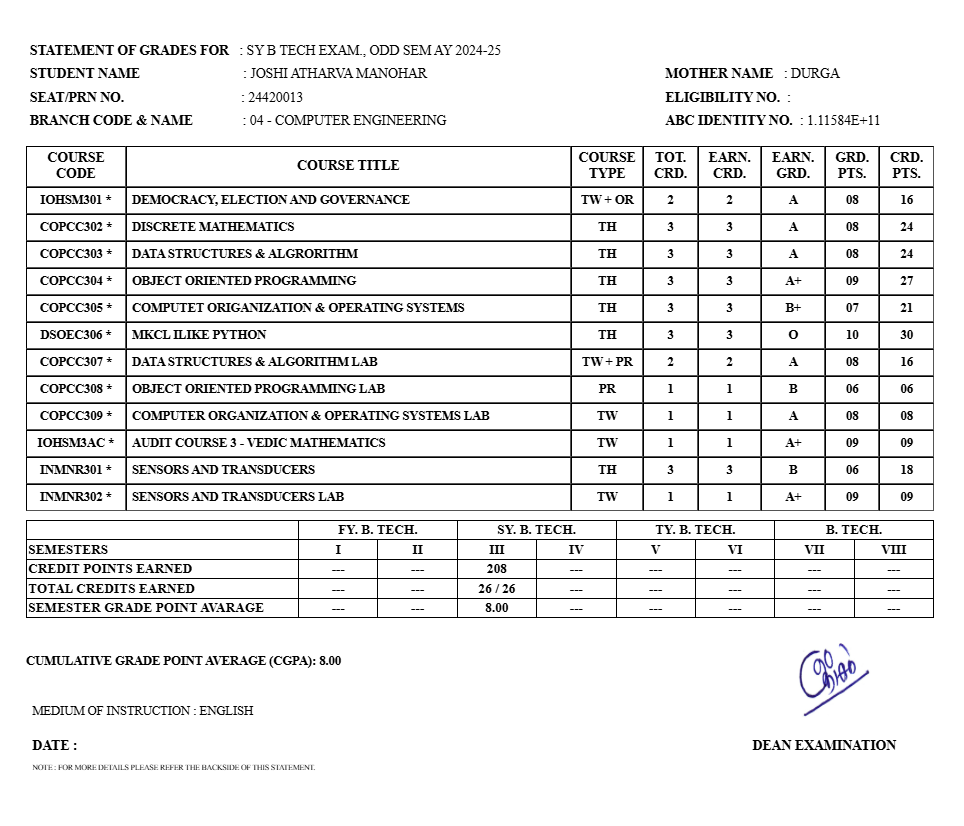 STATEMENT OF GRADES FOR : SY B TECH EXAM., ODD SEM AY 2024-25
STUDENT NAME : JOSHI ATHARVA MANOHAR MOTHER NAME : DURGA
SEAT/PRN NO. : 24420013 ELIGIBILITY NO. :
BRANCH CODE & NAME : 04 - COMPUTER ENGINEERING ABC IDENTITY NO. : 1.11584E+11
COURSE CODE COURSE TITLE COURSE TYPE TOT. CRD. EARN. CRD. EARN. GRD. GRD. PTS. CRD. PTS.
IOHSM301 * DEMOCRACY, ELECTION AND GOVERNANCE TW + OR 2 2 A 08 16
COPCC302 * DISCRETE MATHEMATICS TH 3 3 A 08 24
COPCC303 * DATA STRUCTURES & ALGRORITHM TH 3 3 A 08 24
COPCC304 * OBJECT ORIENTED PROGRAMMING TH 3 3 A+ 09 27
COPCC305 * COMPUTET ORIGANIZATION & OPERATING SYSTEMS TH 3 3 B+ 07 21
DSOEC306 * MKCL ILIKE PYTHON TH 3 3 O 10 30
COPCC307 * DATA STRUCTURES & ALGORITHM LAB TW + PR 2 2 A 08 16
COPCC308 * OBJECT ORIENTED PROGRAMMING LAB PR 1 1 B 06 06
COPCC309 * COMPUTER ORGANIZATION & OPERATING SYSTEMS LAB TW 1 1 A 08 08
IOHSM3AC * AUDIT COURSE 3 - VEDIC MATHEMATICS TW 1 1 A+ 09 09
INMNR301 * SENSORS AND TRANSDUCERS TH 3 3 B 06 18
INMNR302 * SENSORS AND TRANSDUCERS LAB TW 1 1 A+ 09 09
FY. B. TECH. SY. B. TECH. TY. B. TECH. B. TECH.
SEMESTERS I II III IV V VI VII VIII
CREDIT POINTS EARNED --- --- 208 --- --- --- --- ---
TOTAL CREDITS EARNED --- --- 26 / 26 --- --- --- --- ---
SEMESTER GRADE POINT AVARAGE --- --- 8.00 --- --- --- --- ---
CUMULATIVE GRADE POINT AVERAGE (CGPA): 8.00
MEDIUM OF INSTRUCTION : ENGLISH
DATE : DEAN EXAMINATION
NOTE : FOR MORE DETAILS PLEASE REFER THE BACKSIDE OF THIS STATEMENT.